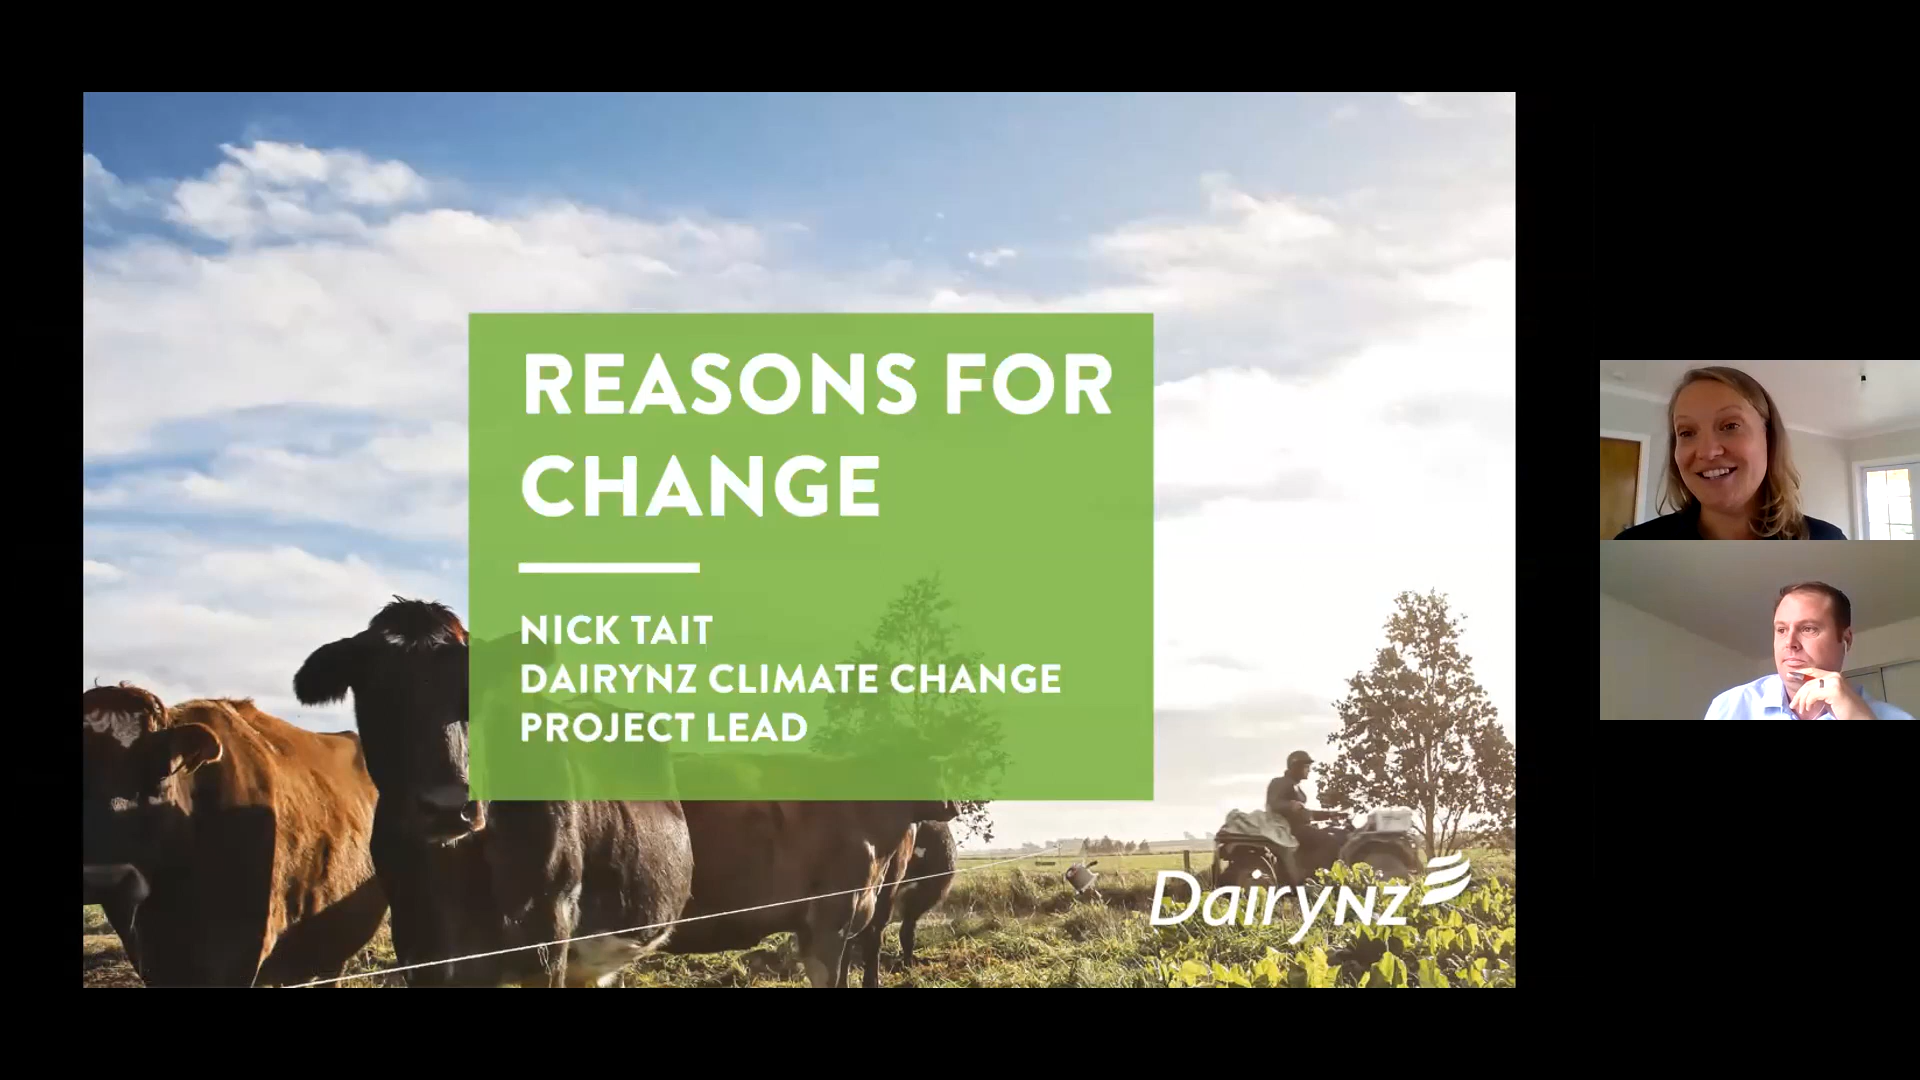 REASONS FOR
CHANGE
NICK TAIT
DAIRYNZ CLIMATE CHANGE
PROJECT LEAD
DairyNZ